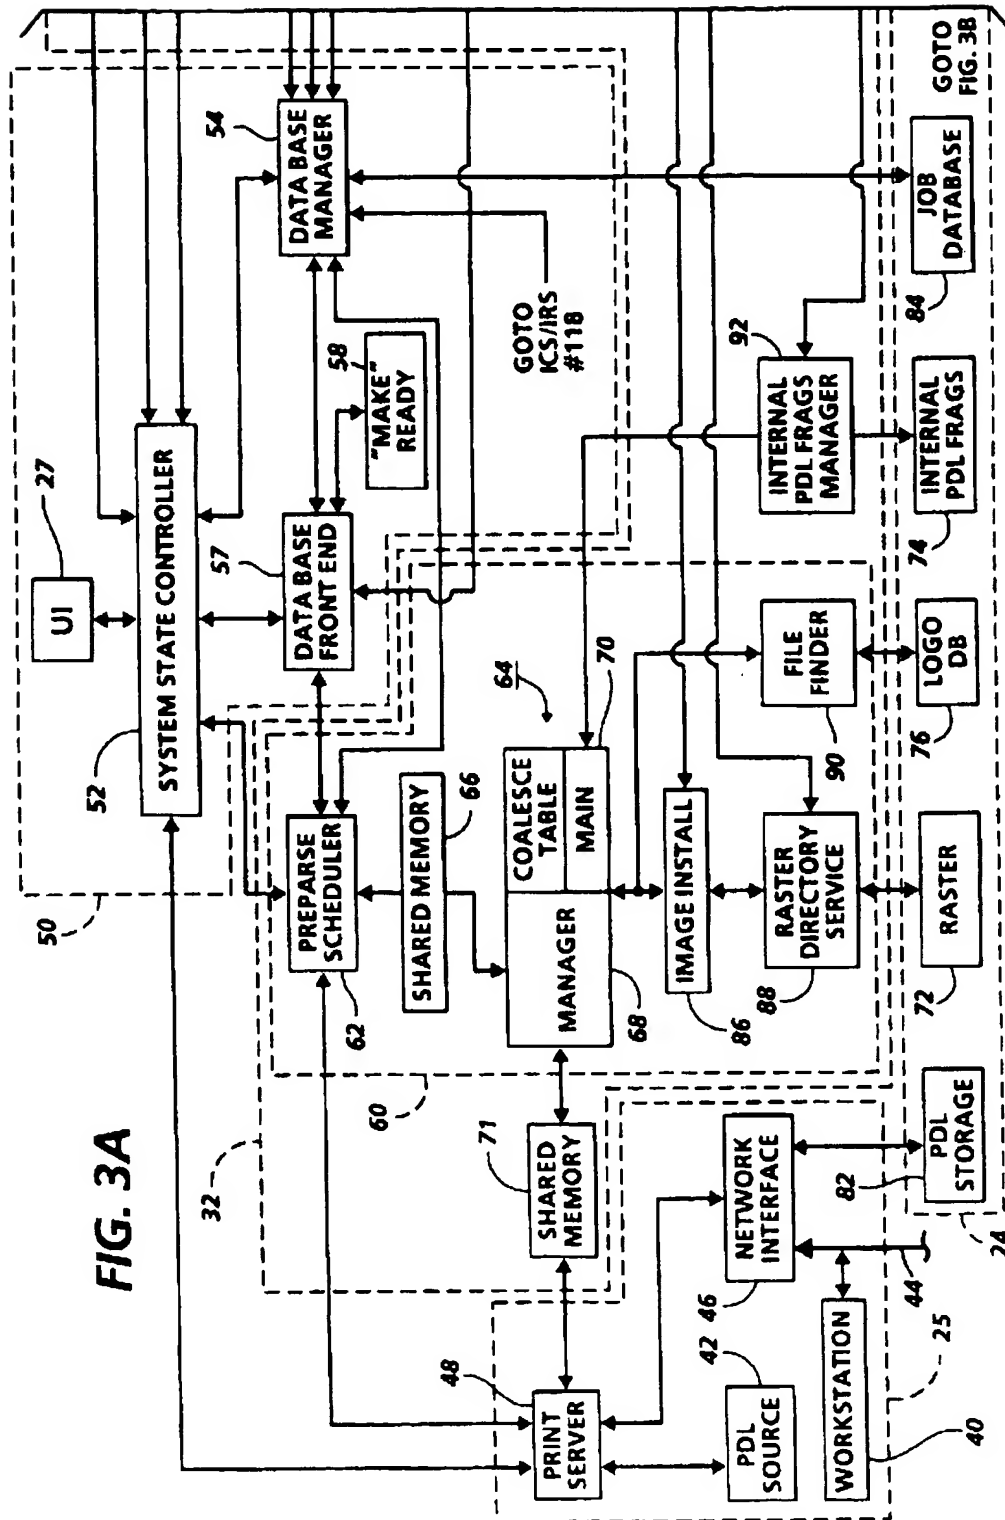 FIG. 3A
27
UI
54
DATA BASE
MANAGER
52
SYSTEM STATE CONTROLLER
57
DATA BASE
FRONT END
58
"MAKE"
READY
50
GOTO
ICS/IRS
#118
32
62
PREPARSE
SCHEDULER
66
SHARED MEMORY
64
70
COALESCE
TABLE
MAIN
MANAGER
68
60
71
SHARED
MEMORY
92
INTERNAL
PDL FRAGS
MANAGER
86
IMAGE INSTALL
90
FILE
FINDER
88
RASTER
DIRECTORY
SERVICE
48
PRINT
SERVER
46
NETWORK
INTERFACE
42
PDL
SOURCE
40
WORKSTATION
44
25
24
82
PDL
STORAGE
72
RASTER
76
LOGO
DB
74
INTERNAL
PDL FRAGS
84
JOB
DATABASE
GOTO
FIG. 3B